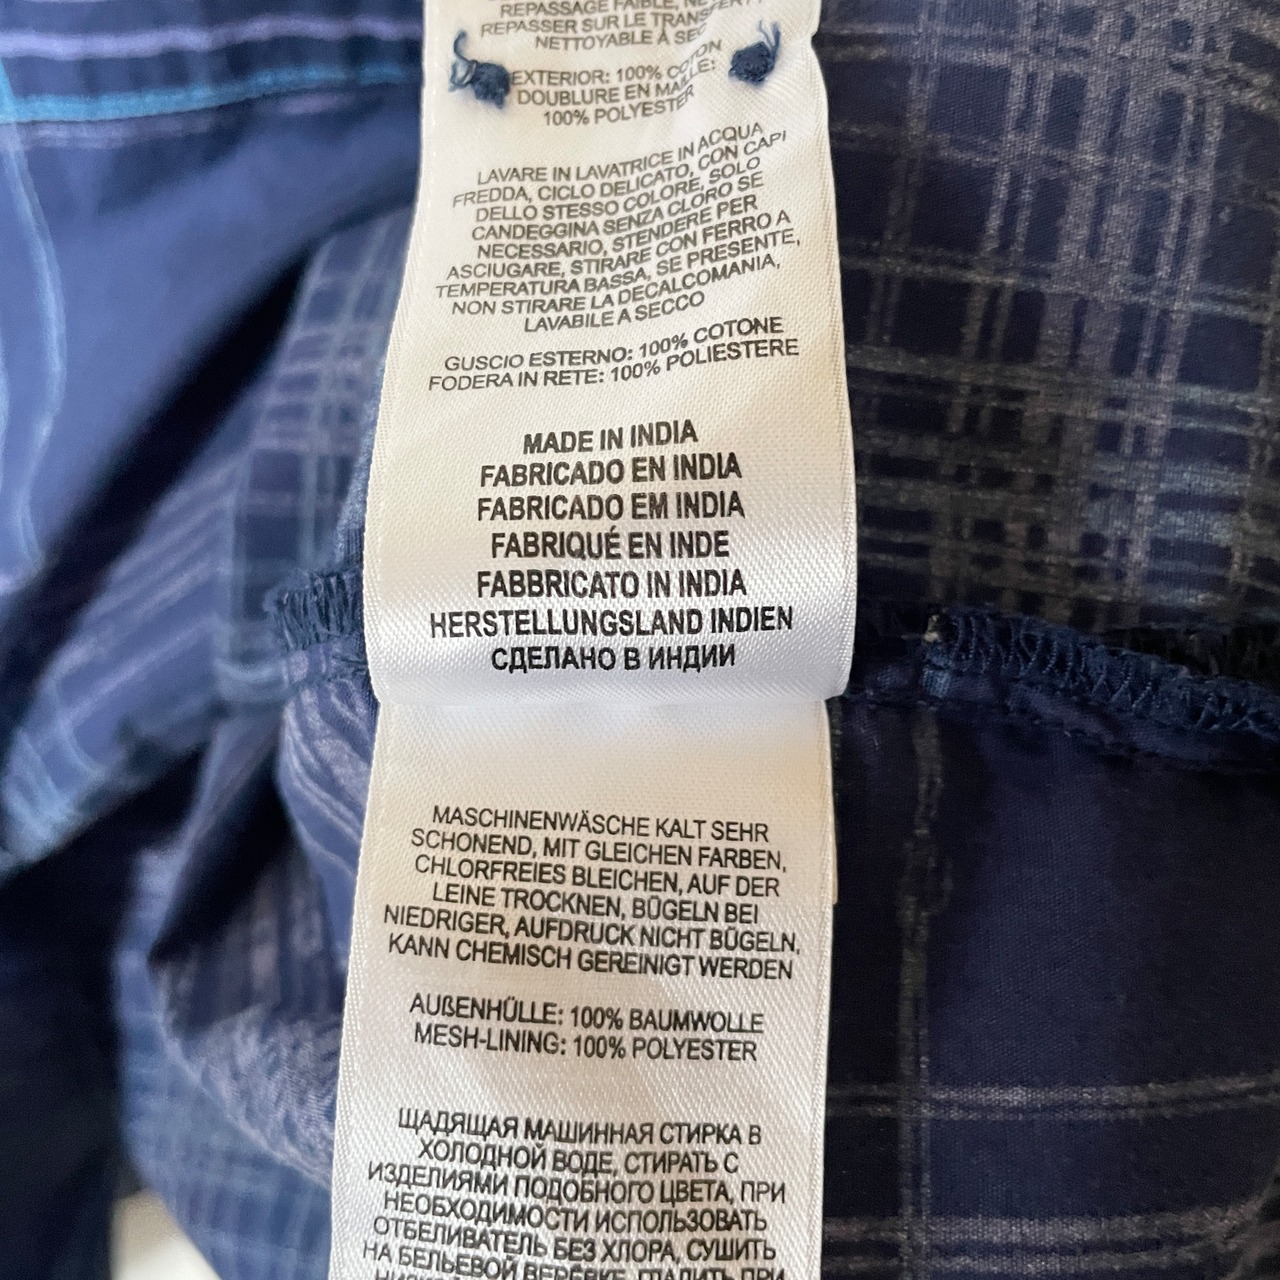 REPASSAGE FAIBLE, NE
REPASSER SUR LE TRANSFERT /
NETTOYABLE À SEC
EXTERIOR: 100% COTON
DOUBLURE EN MAILLE:
100% POLYESTER
LAVARE IN LAVATRICE IN ACQUA
FREDDA, CICLO DELICATO, CON CAPI
DELLO STESSO COLORE, SOLO
CANDEGGINA SENZA CLORO SE
NECESSARIO, STENDERE PER
ASCIUGARE, STIRARE CON FERRO A
TEMPERATURA BASSA, SE PRESENTE,
NON STIRARE LA DECALCOMANIA,
LAVABILE A SECCO
GUSCIO ESTERNO: 100% COTONE
FODERA IN RETE: 100% POLIESTERE
MADE IN INDIA
FABRICADO EN INDIA
FABRICADO EM INDIA
FABRIQUÉ EN INDE
FABBRICATO IN INDIA
HERSTELLUNGSLAND INDIEN
СДЕЛАНО В ИНДИИ
MASCHINENWÄSCHE KALT SEHR
SCHONEND, MIT GLEICHEN FARBEN,
CHLORFREIES BLEICHEN, AUF DER
LEINE TROCKNEN, BÜGELN BEI
NIEDRIGER, AUFDRUCK NICHT BÜGELN,
KANN CHEMISCH GEREINIGT WERDEN
AUßENHÜLLE: 100% BAUMWOLLE
MESH-LINING: 100% POLYESTER
ЩАДЯЩАЯ МАШИННАЯ СТИРКА В
ХОЛОДНОЙ ВОДЕ, СТИРАТЬ С
ИЗДЕЛИЯМИ ПОДОБНОГО ЦВЕТА, ПРИ
НЕОБХОДИМОСТИ ИСПОЛЬЗОВАТЬ
ОТБЕЛИВАТЕЛЬ БЕЗ ХЛОРА, СУШИТЬ
НА БЕЛЬЕВОЙ ВЕРЁВКЕ, ГЛАДИТЬ ПРИ